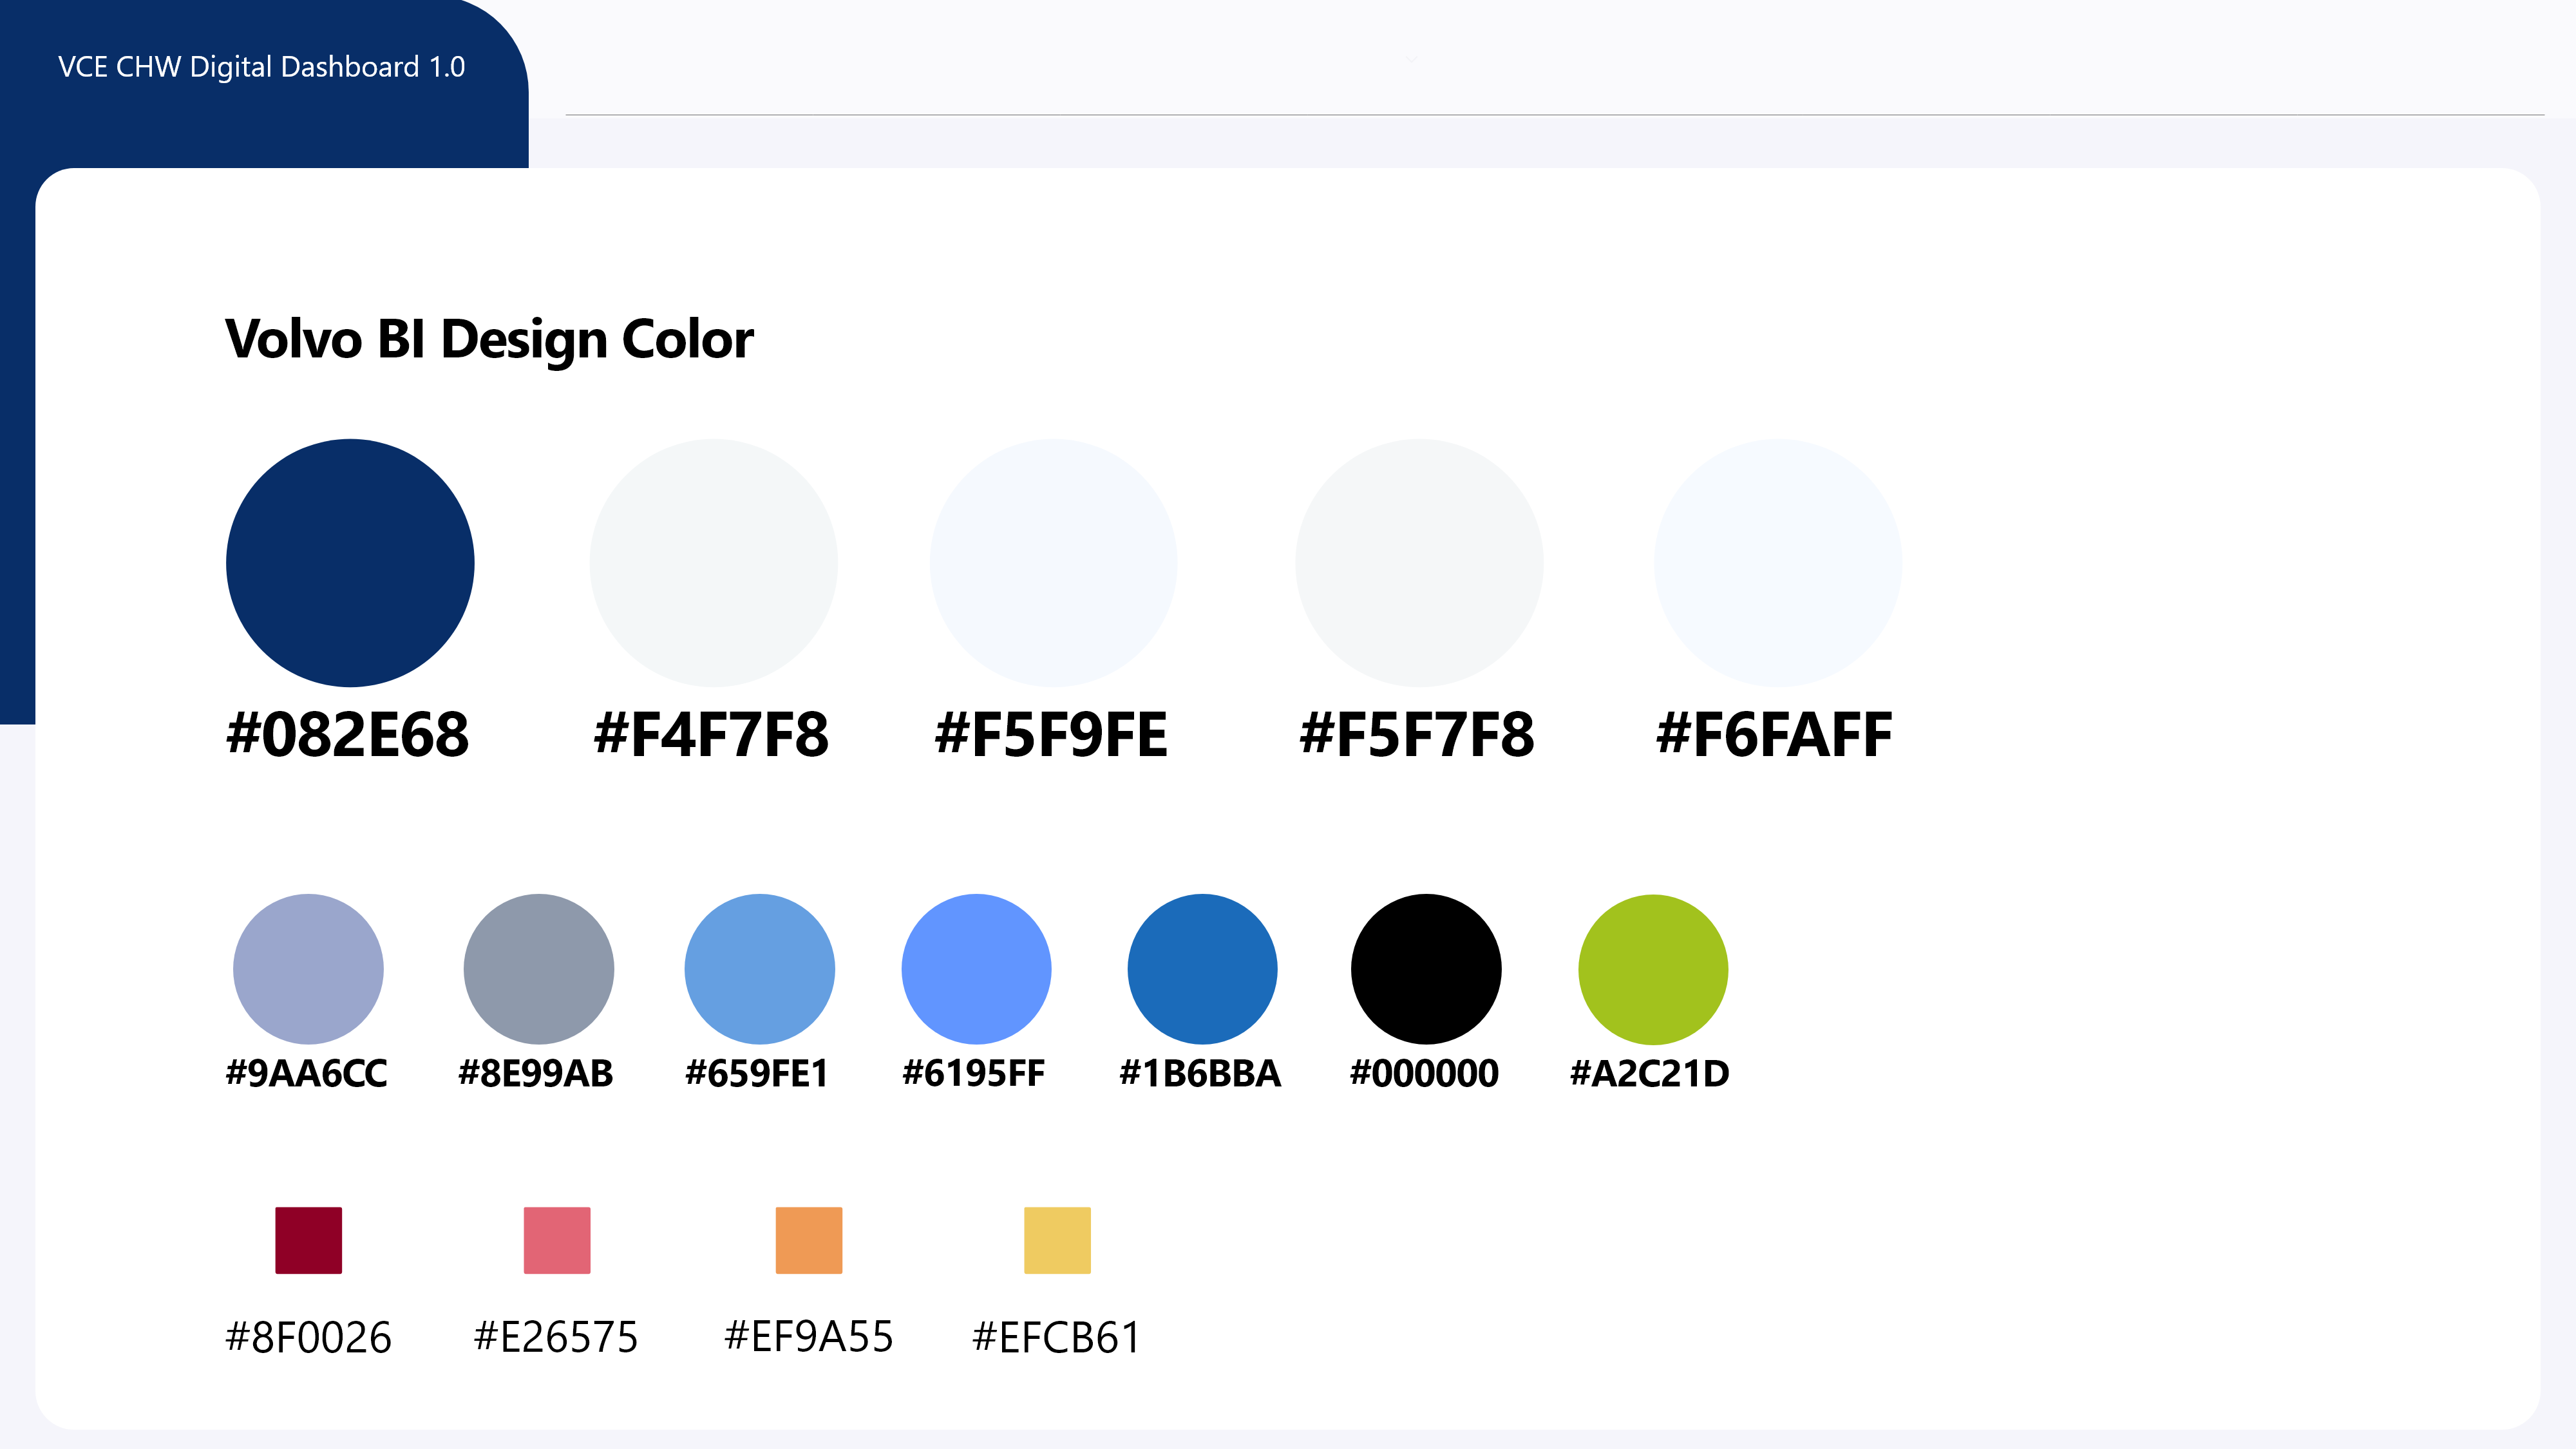 VCE CHW Digital Dashboard 1.0
Volvo BI Design Color
#082E68 #F4F7F8 #F5F9FE #F5F7F8 #F6FAFF
#9AA6CC #8E99AB #659FE1 #6195FF #1B6BBA #000000 #A2C21D
#8F0026 #E26575 #EF9A55 #EFCB61